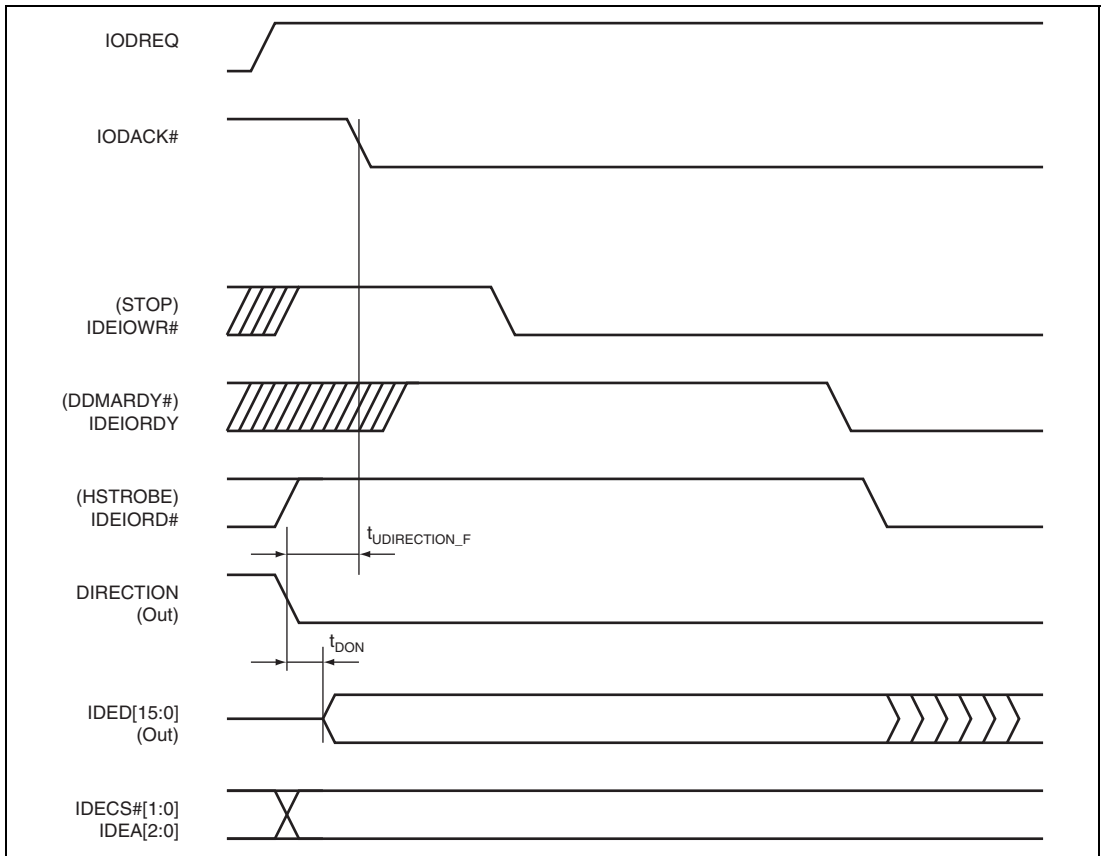 IODREQ
IODACK#
(STOP)
IDEIOWR#
(DDMARDY#)
IDEIORDY
(HSTROBE)
IDEIORD#
tUDIRECTION_F
DIRECTION
(Out)
tDON
IDED[15:0]
(Out)
IDECS#[1:0]
IDEA[2:0]